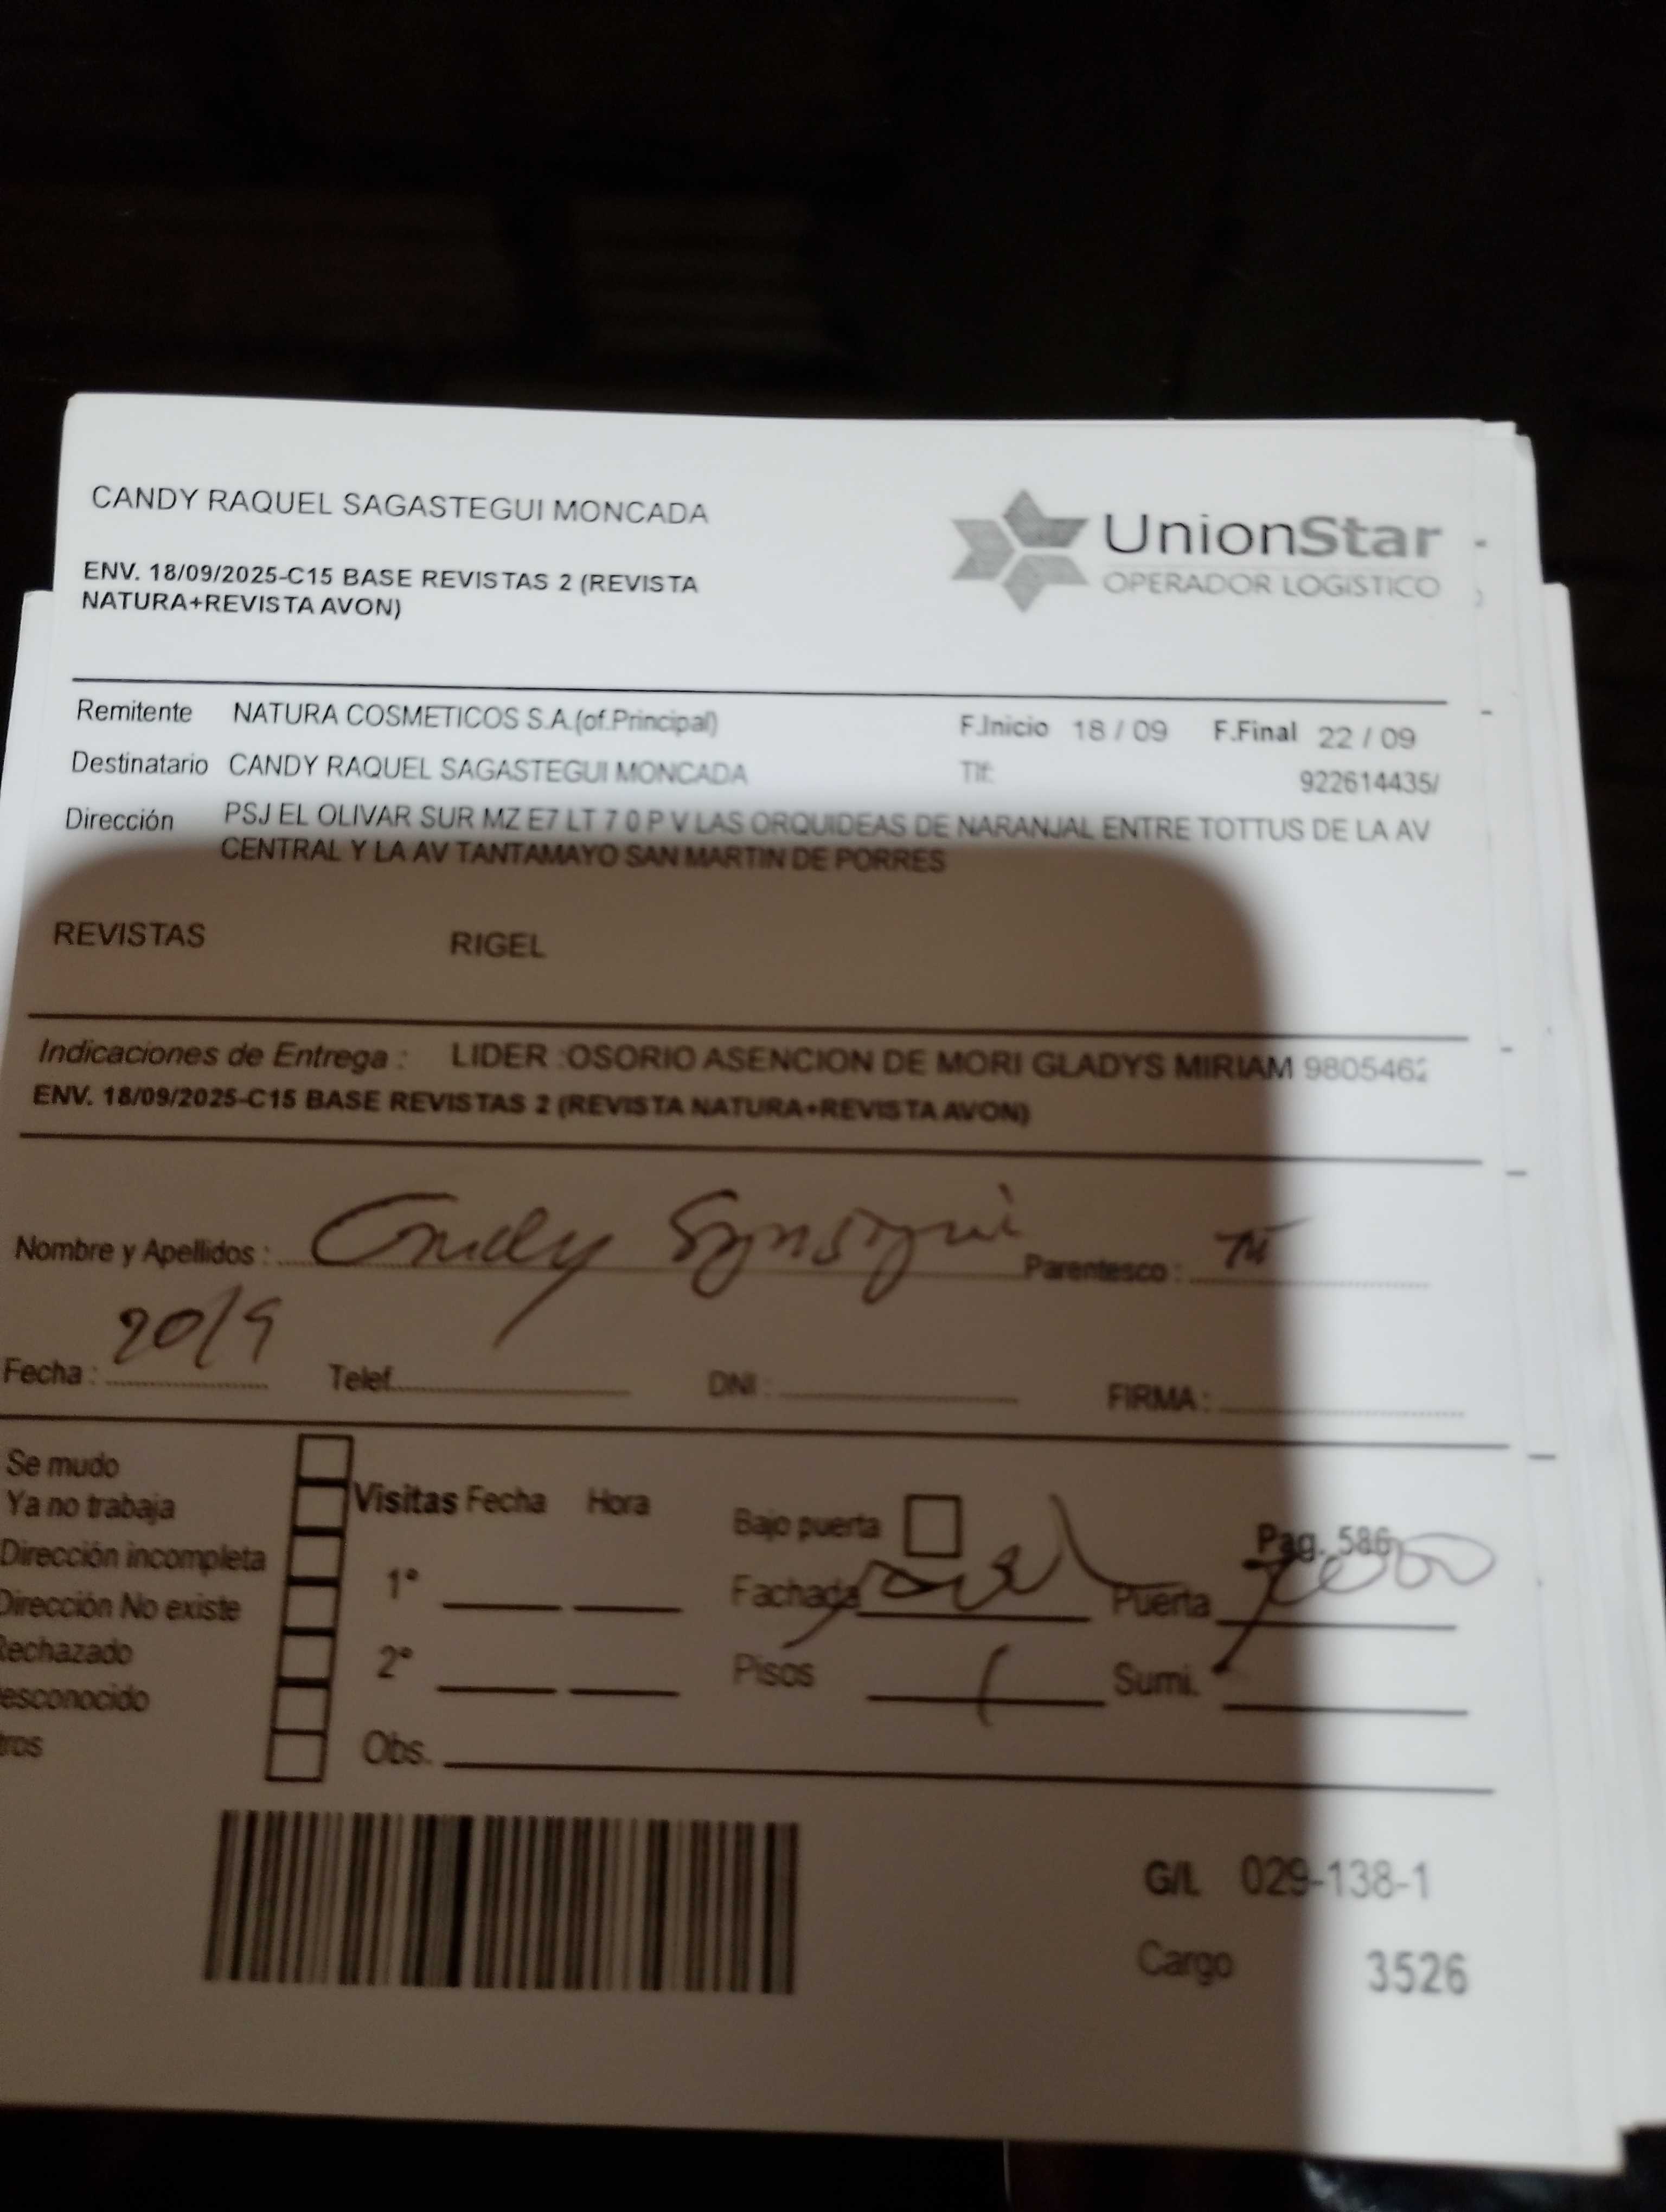 CANDY RAQUEL SAGASTEGUI MONCADA
UnionStar
OPERADOR LOGISTICO
ENV. 18/09/2025-C15 BASE REVISTAS 2 (REVISTA
NATURA+REVISTA AVON)
Remitente NATURA COSMETICOS S.A.(of.Principal) F.Inicio 18 / 09 F.Final 22 / 09
Destinatario CANDY RAQUEL SAGASTEGUI MONCADA Tlf: 922614435/
Dirección PSJ EL OLIVAR SUR MZ E7 LT 7 0 P V LAS ORQUIDEAS DE NARANJAL ENTRE TOTTUS DE LA AV
CENTRAL Y LA AV TANTAMAYO SAN MARTIN DE PORRES
REVISTAS RIGEL
Indicaciones de Entrega : LIDER :OSORIO ASENCION DE MORI GLADYS MIRIAM 980546
ENV. 18/09/2025-C15 BASE REVISTAS 2 (REVISTA NATURA+REVISTA AVON)
Nombre y Apellidos : Candy Parentesco :
Fecha : 20/9 Telef. DNI : FIRMA :
Se mudo
Ya no trabaja
Dirección incompleta
Dirección No existe
Rechazado
esconocido
tros
Visitas Fecha Hora
1°
2°
Obs.
Bajo puerta Pag. 586
Fachada Puerta
Pisos 1 Sumi.
G/L 029-138-1
Cargo 3526